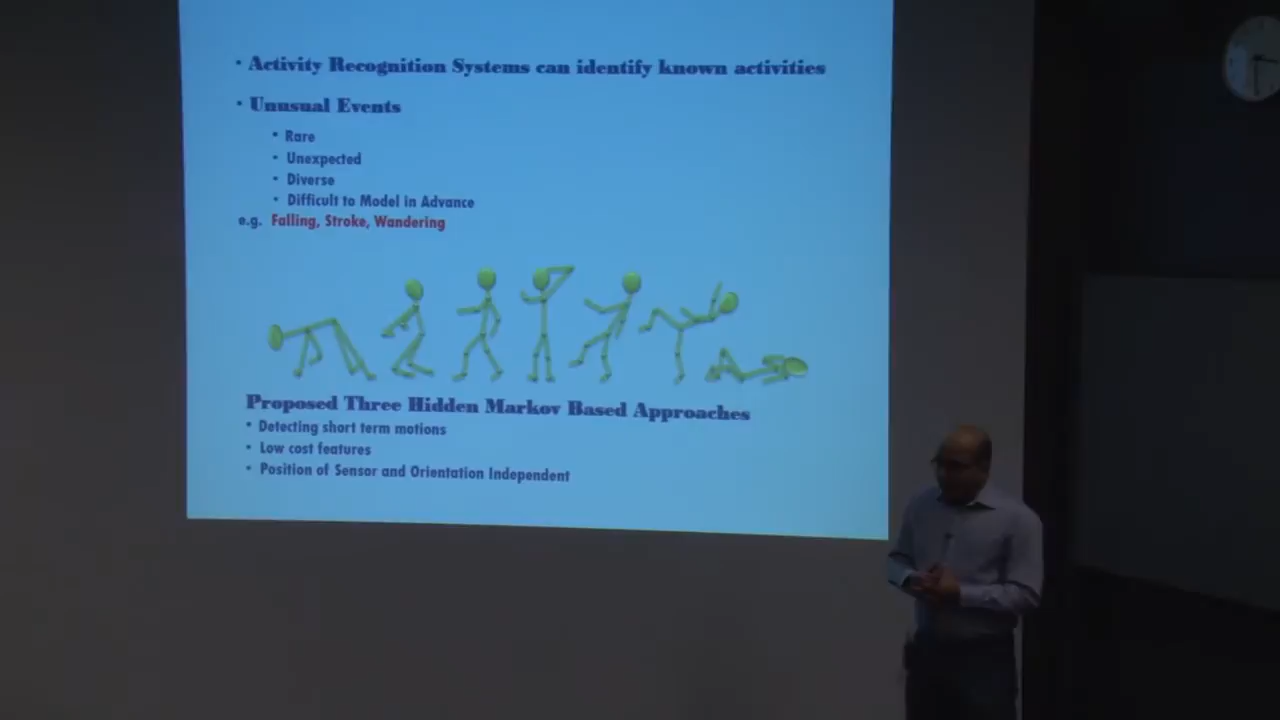 • Activity Recognition Systems can identify known activities
• Unusual Events
• Rare
• Unexpected
• Diverse
• Difficult to Model in Advance
e.g. Falling, Stroke, Wandering
Proposed Three Hidden Markov Based Approaches
• Detecting short term motions
• Low cost features
• Position of Sensor and Orientation Independent